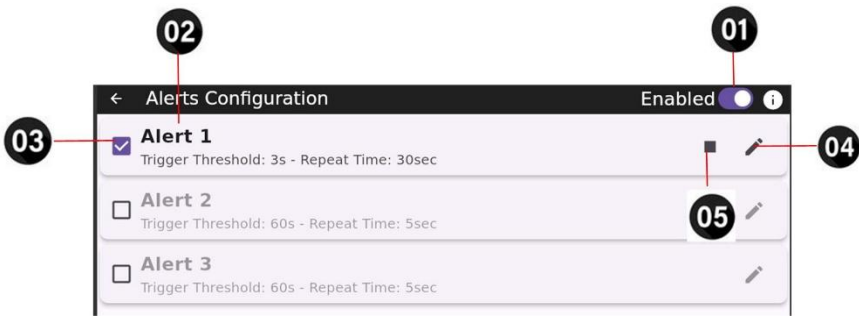 02
01
Alerts Configuration
Enabled
03
Alert 1
Trigger Threshold: 3s - Repeat Time: 30sec
04
Alert 2
Trigger Threshold: 60s - Repeat Time: 5sec
05
Alert 3
Trigger Threshold: 60s - Repeat Time: 5sec